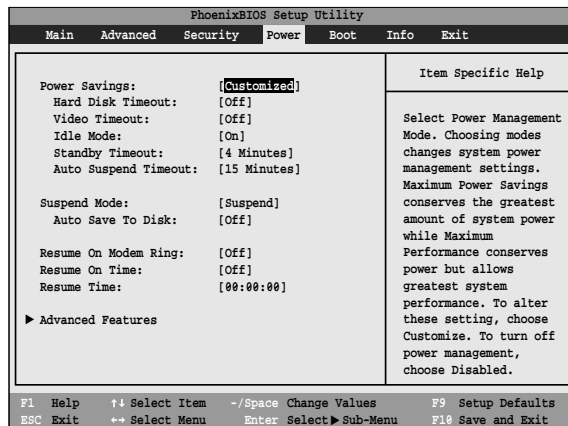 PhoenixBIOS Setup Utility
Main Advanced Security Power Boot Info Exit
Power Savings: [Customized]
Hard Disk Timeout: [Off]
Video Timeout: [Off]
Idle Mode: [On]
Standby Timeout: [4 Minutes]
Auto Suspend Timeout: [15 Minutes]
Suspend Mode: [Suspend]
Auto Save To Disk: [Off]
Resume On Modem Ring: [Off]
Resume On Time: [Off]
Resume Time: [00:00:00]
▶ Advanced Features
Item Specific Help
Select Power Management
Mode. Choosing modes
changes system power
management settings.
Maximum Power Savings
conserves the greatest
amount of system power
while Maximum
Performance conserves
power but allows
greatest system
performance. To alter
these setting, choose
Customize. To turn off
power management,
choose Disabled.
F1 Help ↑↓ Select Item -/Space Change Values F9 Setup Defaults
ESC Exit ←→ Select Menu Enter Select ▶ Sub-Menu F10 Save and Exit